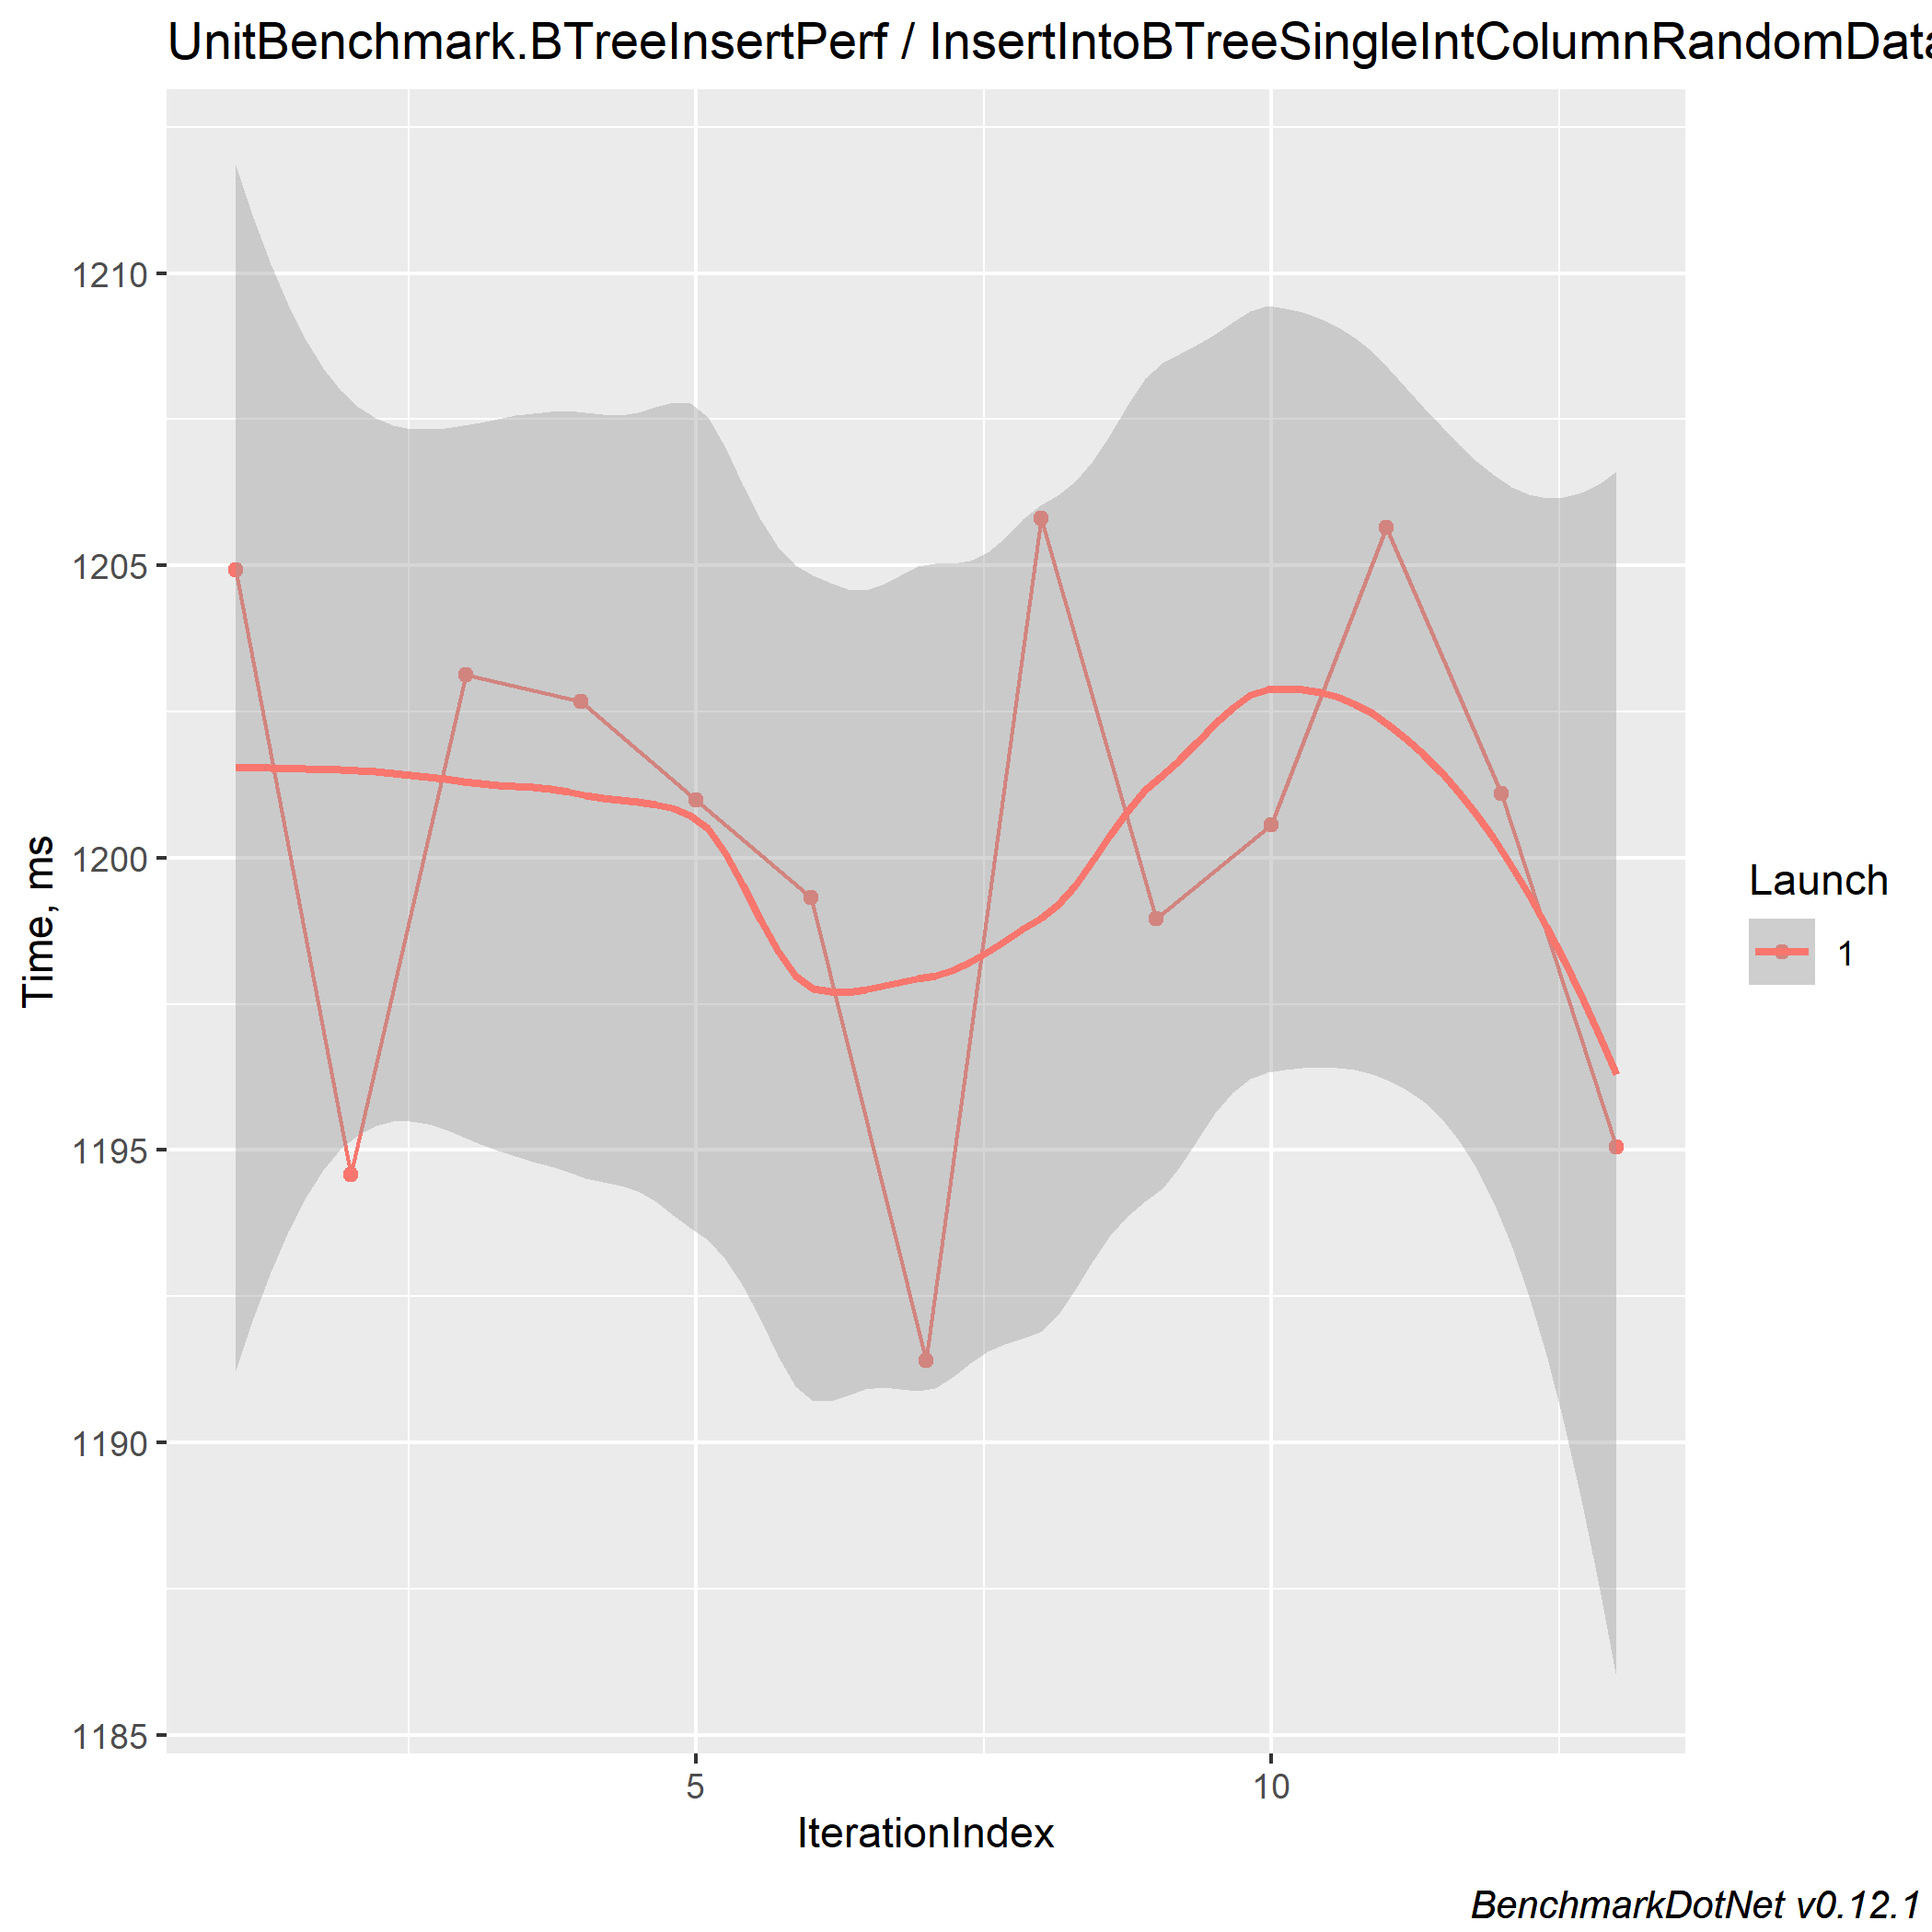 UnitBenchmark.BTreeInsertPerf / InsertIntoBTreeSingleIntColumnRandomData
1210
1205
1200
1195
1190
1185
Time, ms
5 10
IterationIndex
Launch
1
BenchmarkDotNet v0.12.1